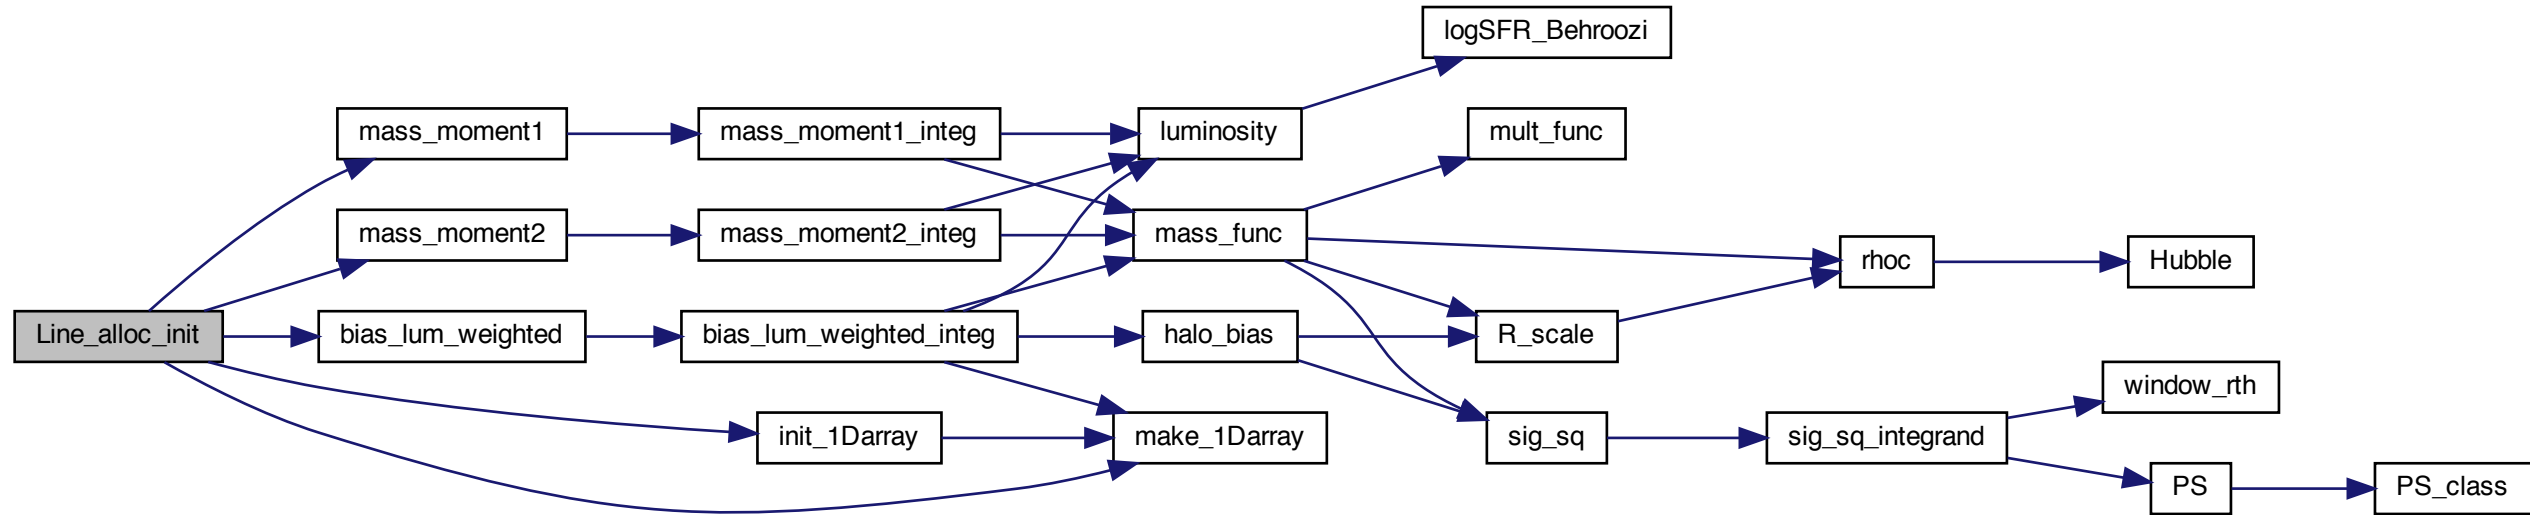 logSFR_Behroozi
mass_moment1
mass_moment1_integ
luminosity
mult_func
mass_moment2
mass_moment2_integ
mass_func
rhoc
Hubble
Line_alloc_init
bias_lum_weighted
bias_lum_weighted_integ
halo_bias
R_scale
window_rth
init_1Darray
make_1Darray
sig_sq
sig_sq_integrand
PS
PS_class